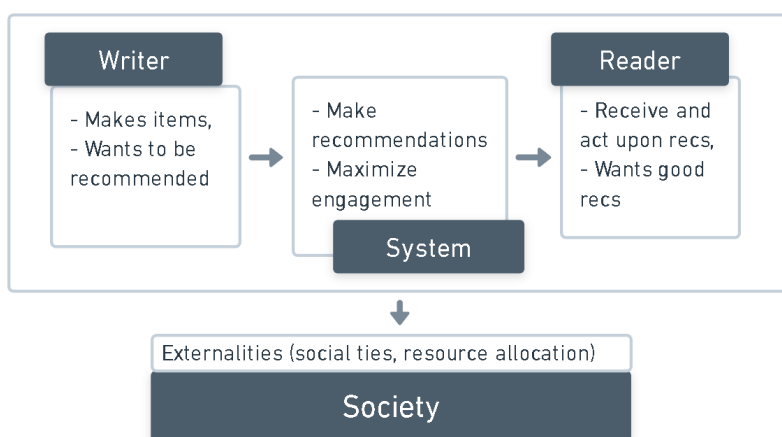 Writer
- Makes items,
- Wants to be
recommended
- Make
recommendations
- Maximize
engagement
System
Reader
- Receive and
act upon recs,
- Wants good
recs
Externalities (social ties, resource allocation)
Society